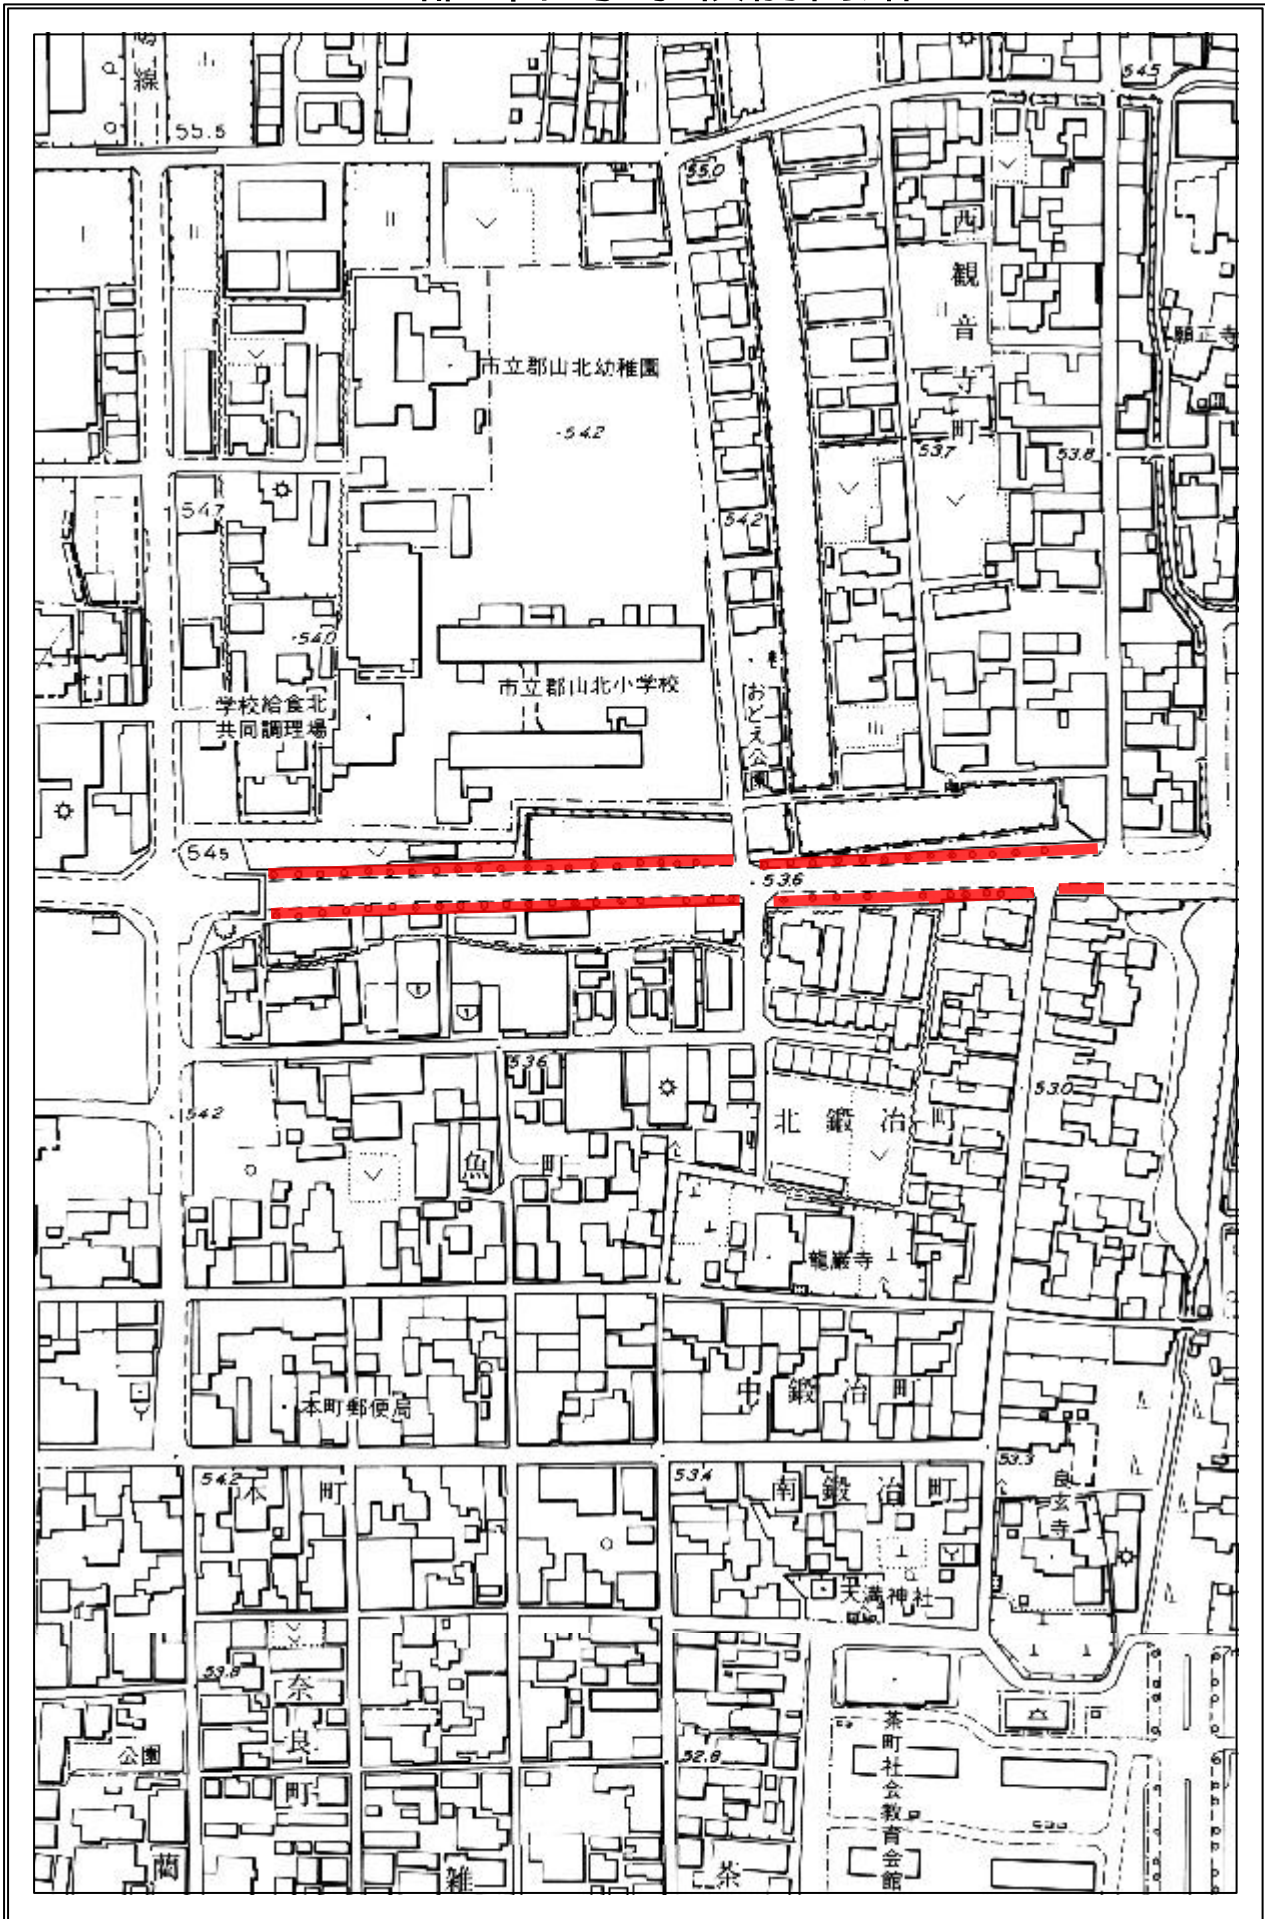 線
545
55.5
55.0
西観音寺町
願正寺
市立郡山北幼稚園
54.2
53.7
53.8
54.7
54.2
54.0
市立郡山北小学校
学校給食北
共同調理場
おどえ公園
54.5
53.6
53.6
53.0
54.2
北鍛冶町
魚町
龍巌寺
中鍛冶町
本町郵便局
53.3
54.2
53.4
本町
南鍛冶町
良玄寺
天満神社
53.8
奈良町
茶町社会教育会館
52.8
公園
蘭
雑
茶